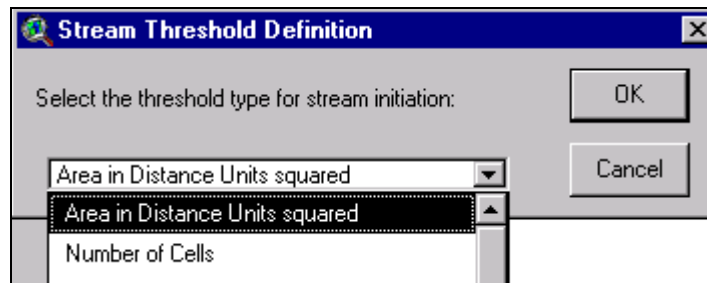 Stream Threshold Definition
Select the threshold type for stream initiation:
OK
Area in Distance Units squared
Cancel
Area in Distance Units squared
Number of Cells